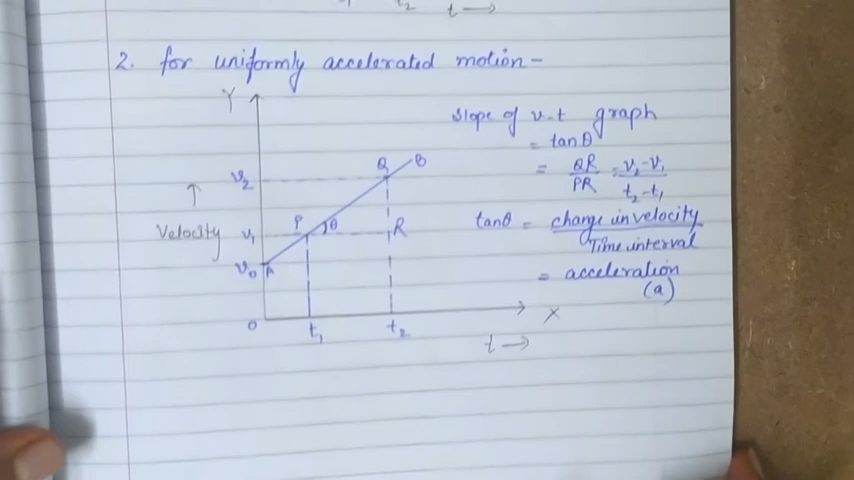 t₂ t →
2. for uniformly accelerated motion -
Y
slope of v-t graph
= tanθ
= QR/PR = v₂-v₁/t₂-t₁
tanθ = change in velocity/Time interval
= acceleration
(a)
v₂ Q B
↑
Velocity v₁ P θ R
v₀ A
O t₁ t₂ X
t →